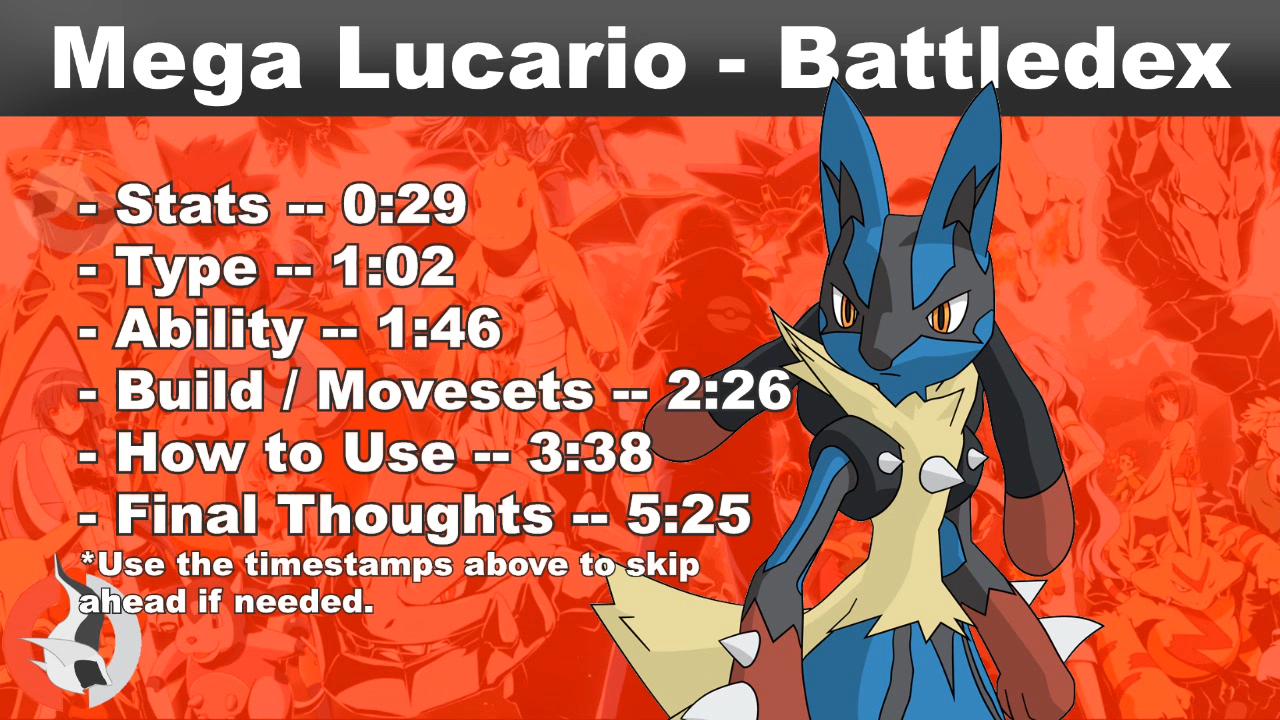 Mega Lucario - Battledex
- Stats -- 0:29
- Type -- 1:02
- Ability -- 1:46
- Build / Movesets -- 2:26
- How to Use -- 3:38
- Final Thoughts -- 5:25
*Use the timestamps above to skip
ahead if needed.